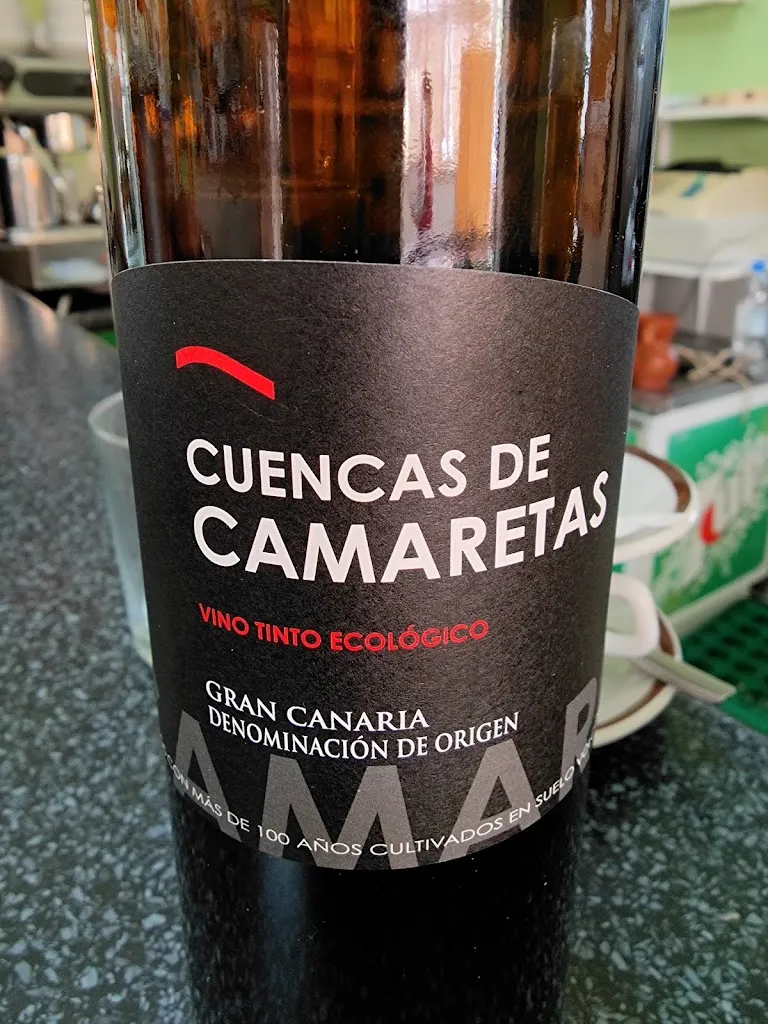 CUENCAS DE
CAMARETAS
VINO TINTO ECOLÓGICO
GRAN CANARIA
DENOMINACIÓN DE ORIGEN
AMAR
CON MÁS DE 100 AÑOS CULTIVADOS EN SUELO